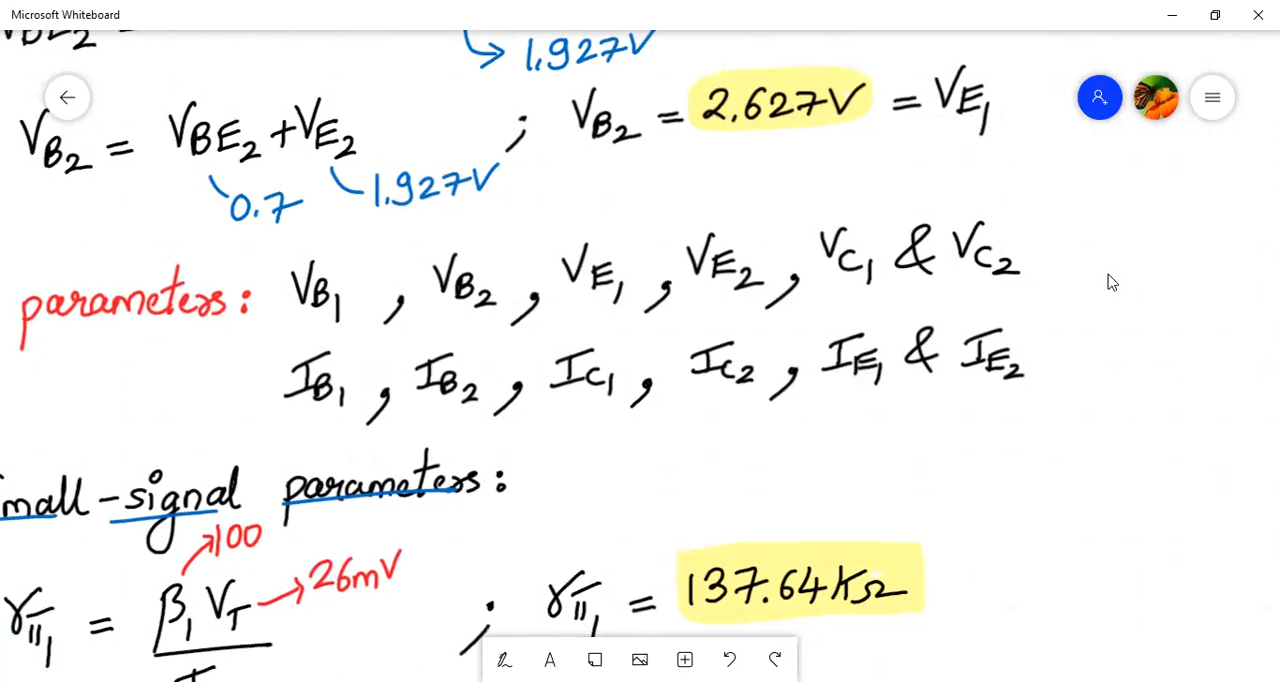 Microsoft Whiteboard
1.927V
VB2 = VBE2 + VE2 ; VB2 = 2.627V = VE1
0.7 1.927V
parameters: VB1 , VB2 , VE1 , VE2 , VC1 & VC2
IB1 , IB2 , IC1 , IC2 , IE1 & IE2
mall-signal parameters:
100
26mV
rπ1 = β1 VT ; rπ1 = 137.64KΩ